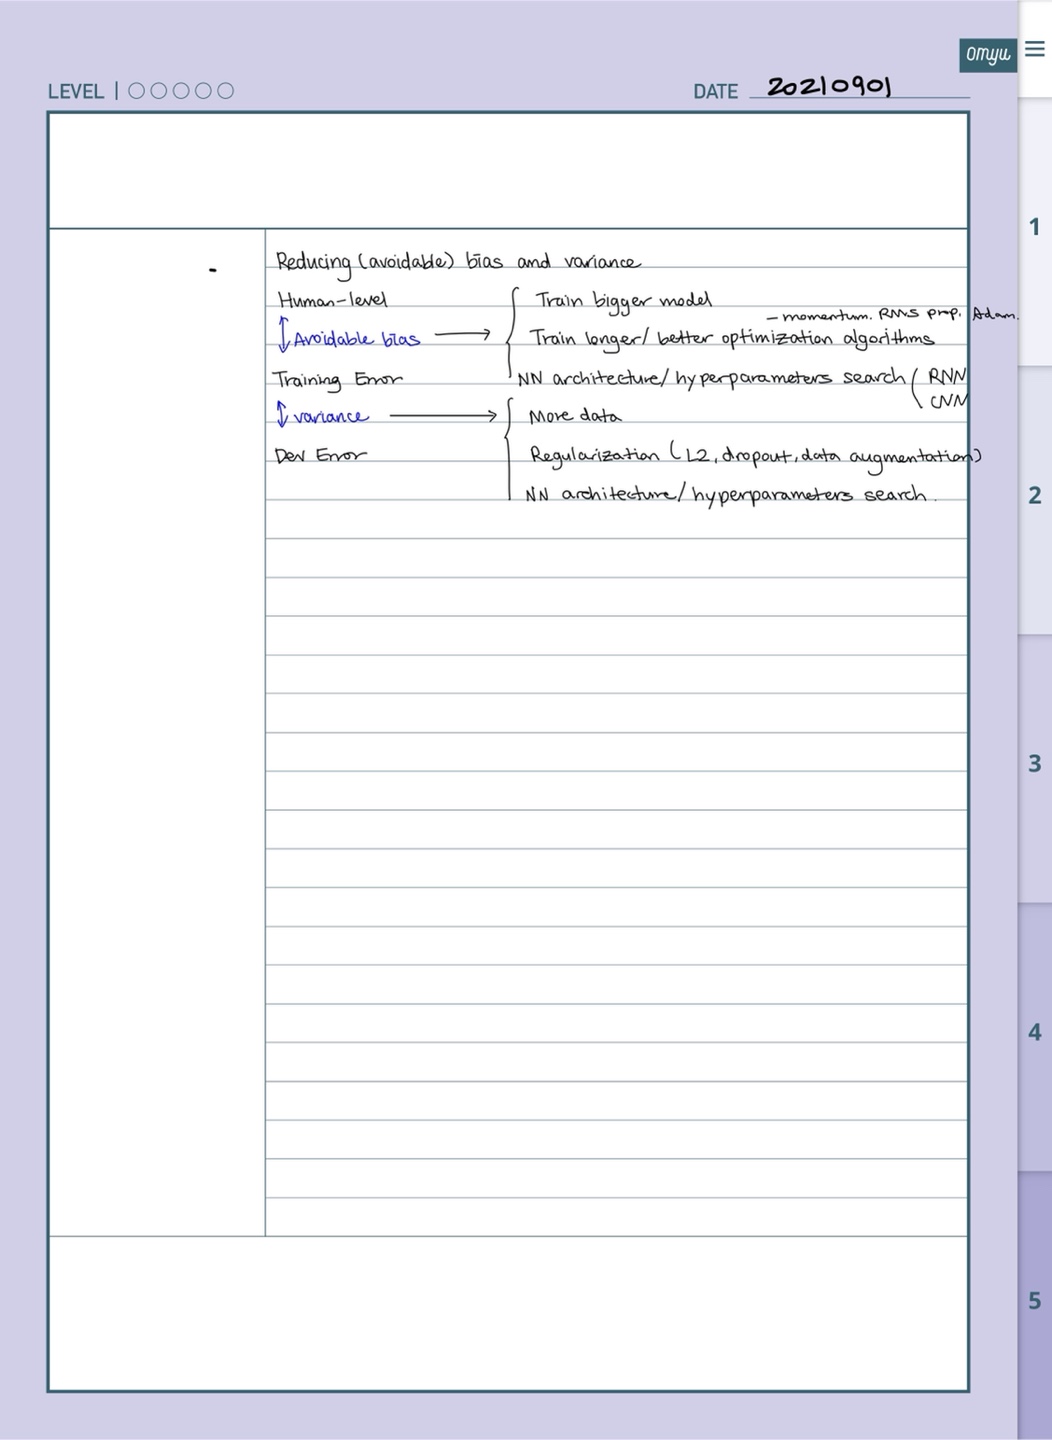 omyu
LEVEL
DATE 20210901
1
Reducing (avoidable) bias and variance
Human-level
Train bigger model
- momentum. RMS prop. Adam.
Avoidable bias
Train longer/ better optimization algorithms
Training Error
NN architecture/ hyperparameters search ( RNN
CNN
variance
More data
Dev Error
Regularization (L2, dropout, data augmentation)
NN architecture/ hyperparameters search.
2
3
4
5